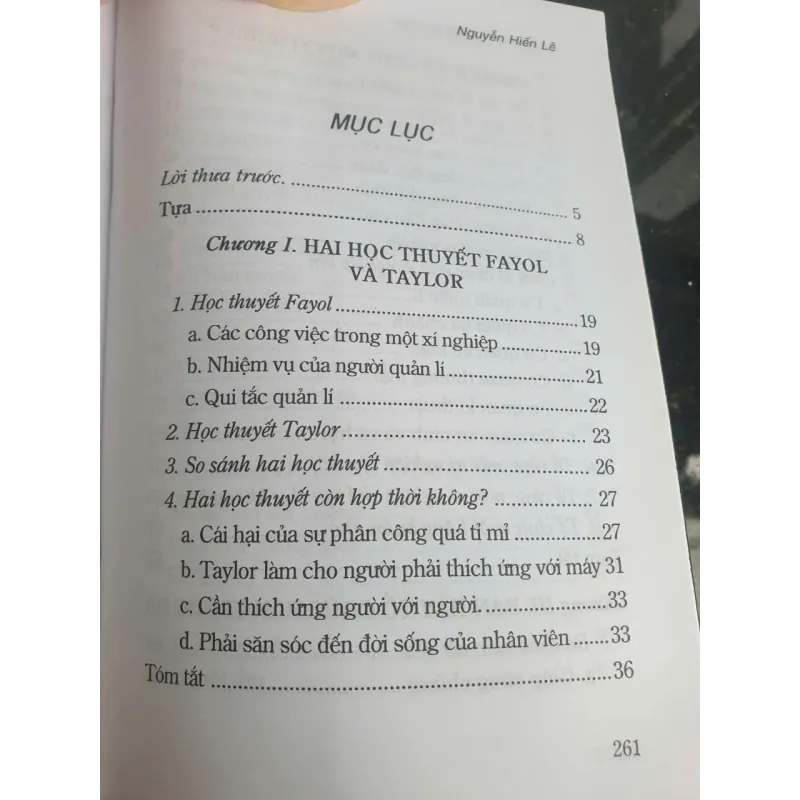 Nguyễn Hiến Lê
MỤC LỤC
Lời thưa trước. ........................................ 5
Tựa ........................................ 8
Chương I. HAI HỌC THUYẾT FAYOL
VÀ TAYLOR
1. Học thuyết Fayol ........................................ 19
a. Các công việc trong một xí nghiệp ................ 19
b. Nhiệm vụ của người quản lí ........................ 21
c. Qui tắc quản lí ........................................ 22
2. Học thuyết Taylor ........................................ 23
3. So sánh hai học thuyết ................................ 26
4. Hai học thuyết còn hợp thời không? ................ 27
a. Cái hại của sự phân công quá tỉ mỉ ................ 27
b. Taylor làm cho người phải thích ứng với máy 31
c. Cần thích ứng người với người. ........................ 33
d. Phải săn sóc đến đời sống của nhân viên ....... 33
Tóm tắt ........................................ 36
261